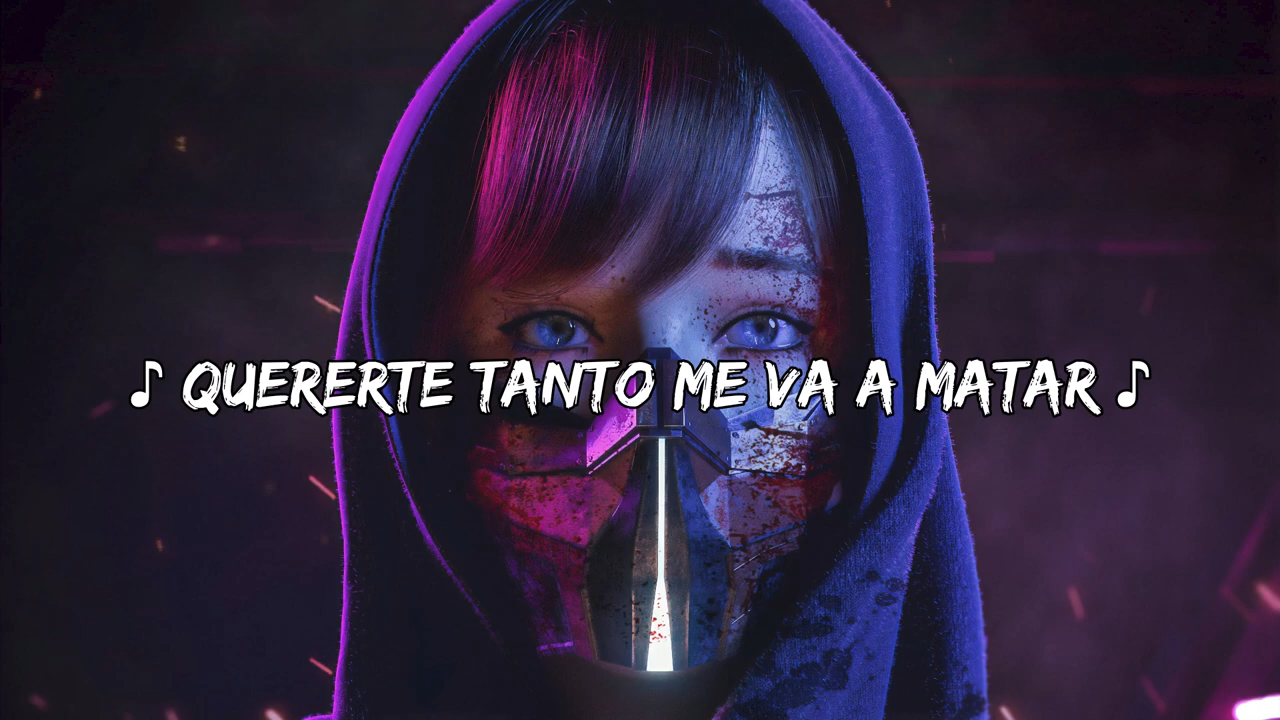 ♪ QUERERTE TANTO ME VA A MATAR ♪